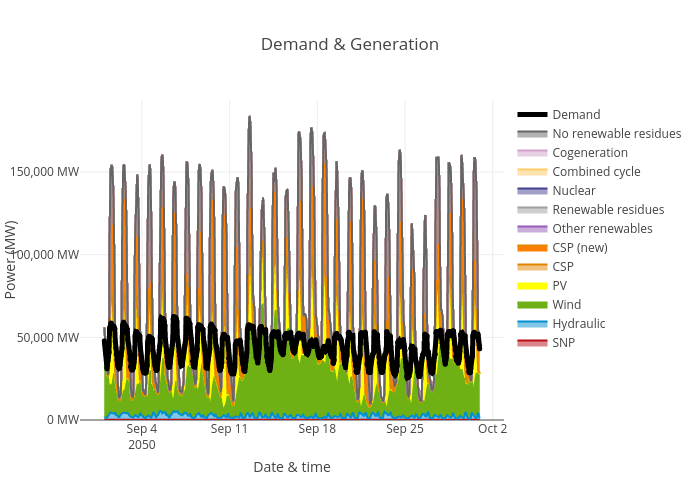 Demand & Generation
Power (MW)
150,000 MW
100,000 MW
50,000 MW
0 MW
Sep 4
2050
Sep 11
Sep 18
Sep 25
Oct 2
Date & time
Demand
No renewable residues
Cogeneration
Combined cycle
Nuclear
Renewable residues
Other renewables
CSP (new)
CSP
PV
Wind
Hydraulic
SNP